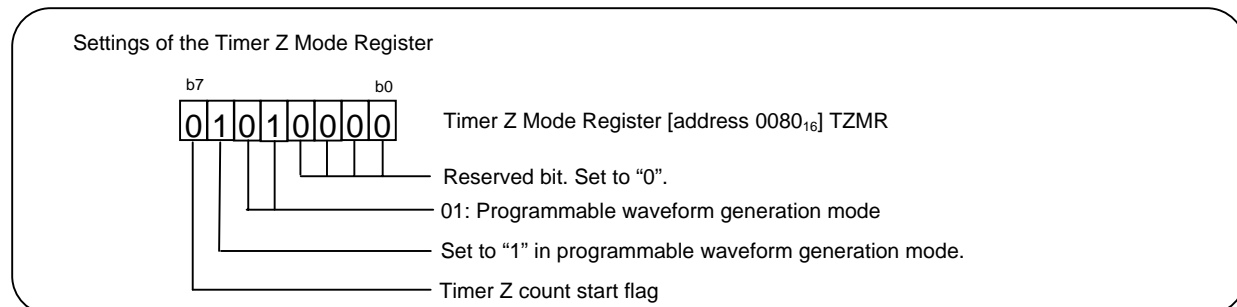 Settings of the Timer Z Mode Register
b7 b0
0 1 0 1 0 0 0 0 Timer Z Mode Register [address 0080₁₆] TZMR
Reserved bit. Set to “0”.
01: Programmable waveform generation mode
Set to “1” in programmable waveform generation mode.
Timer Z count start flag